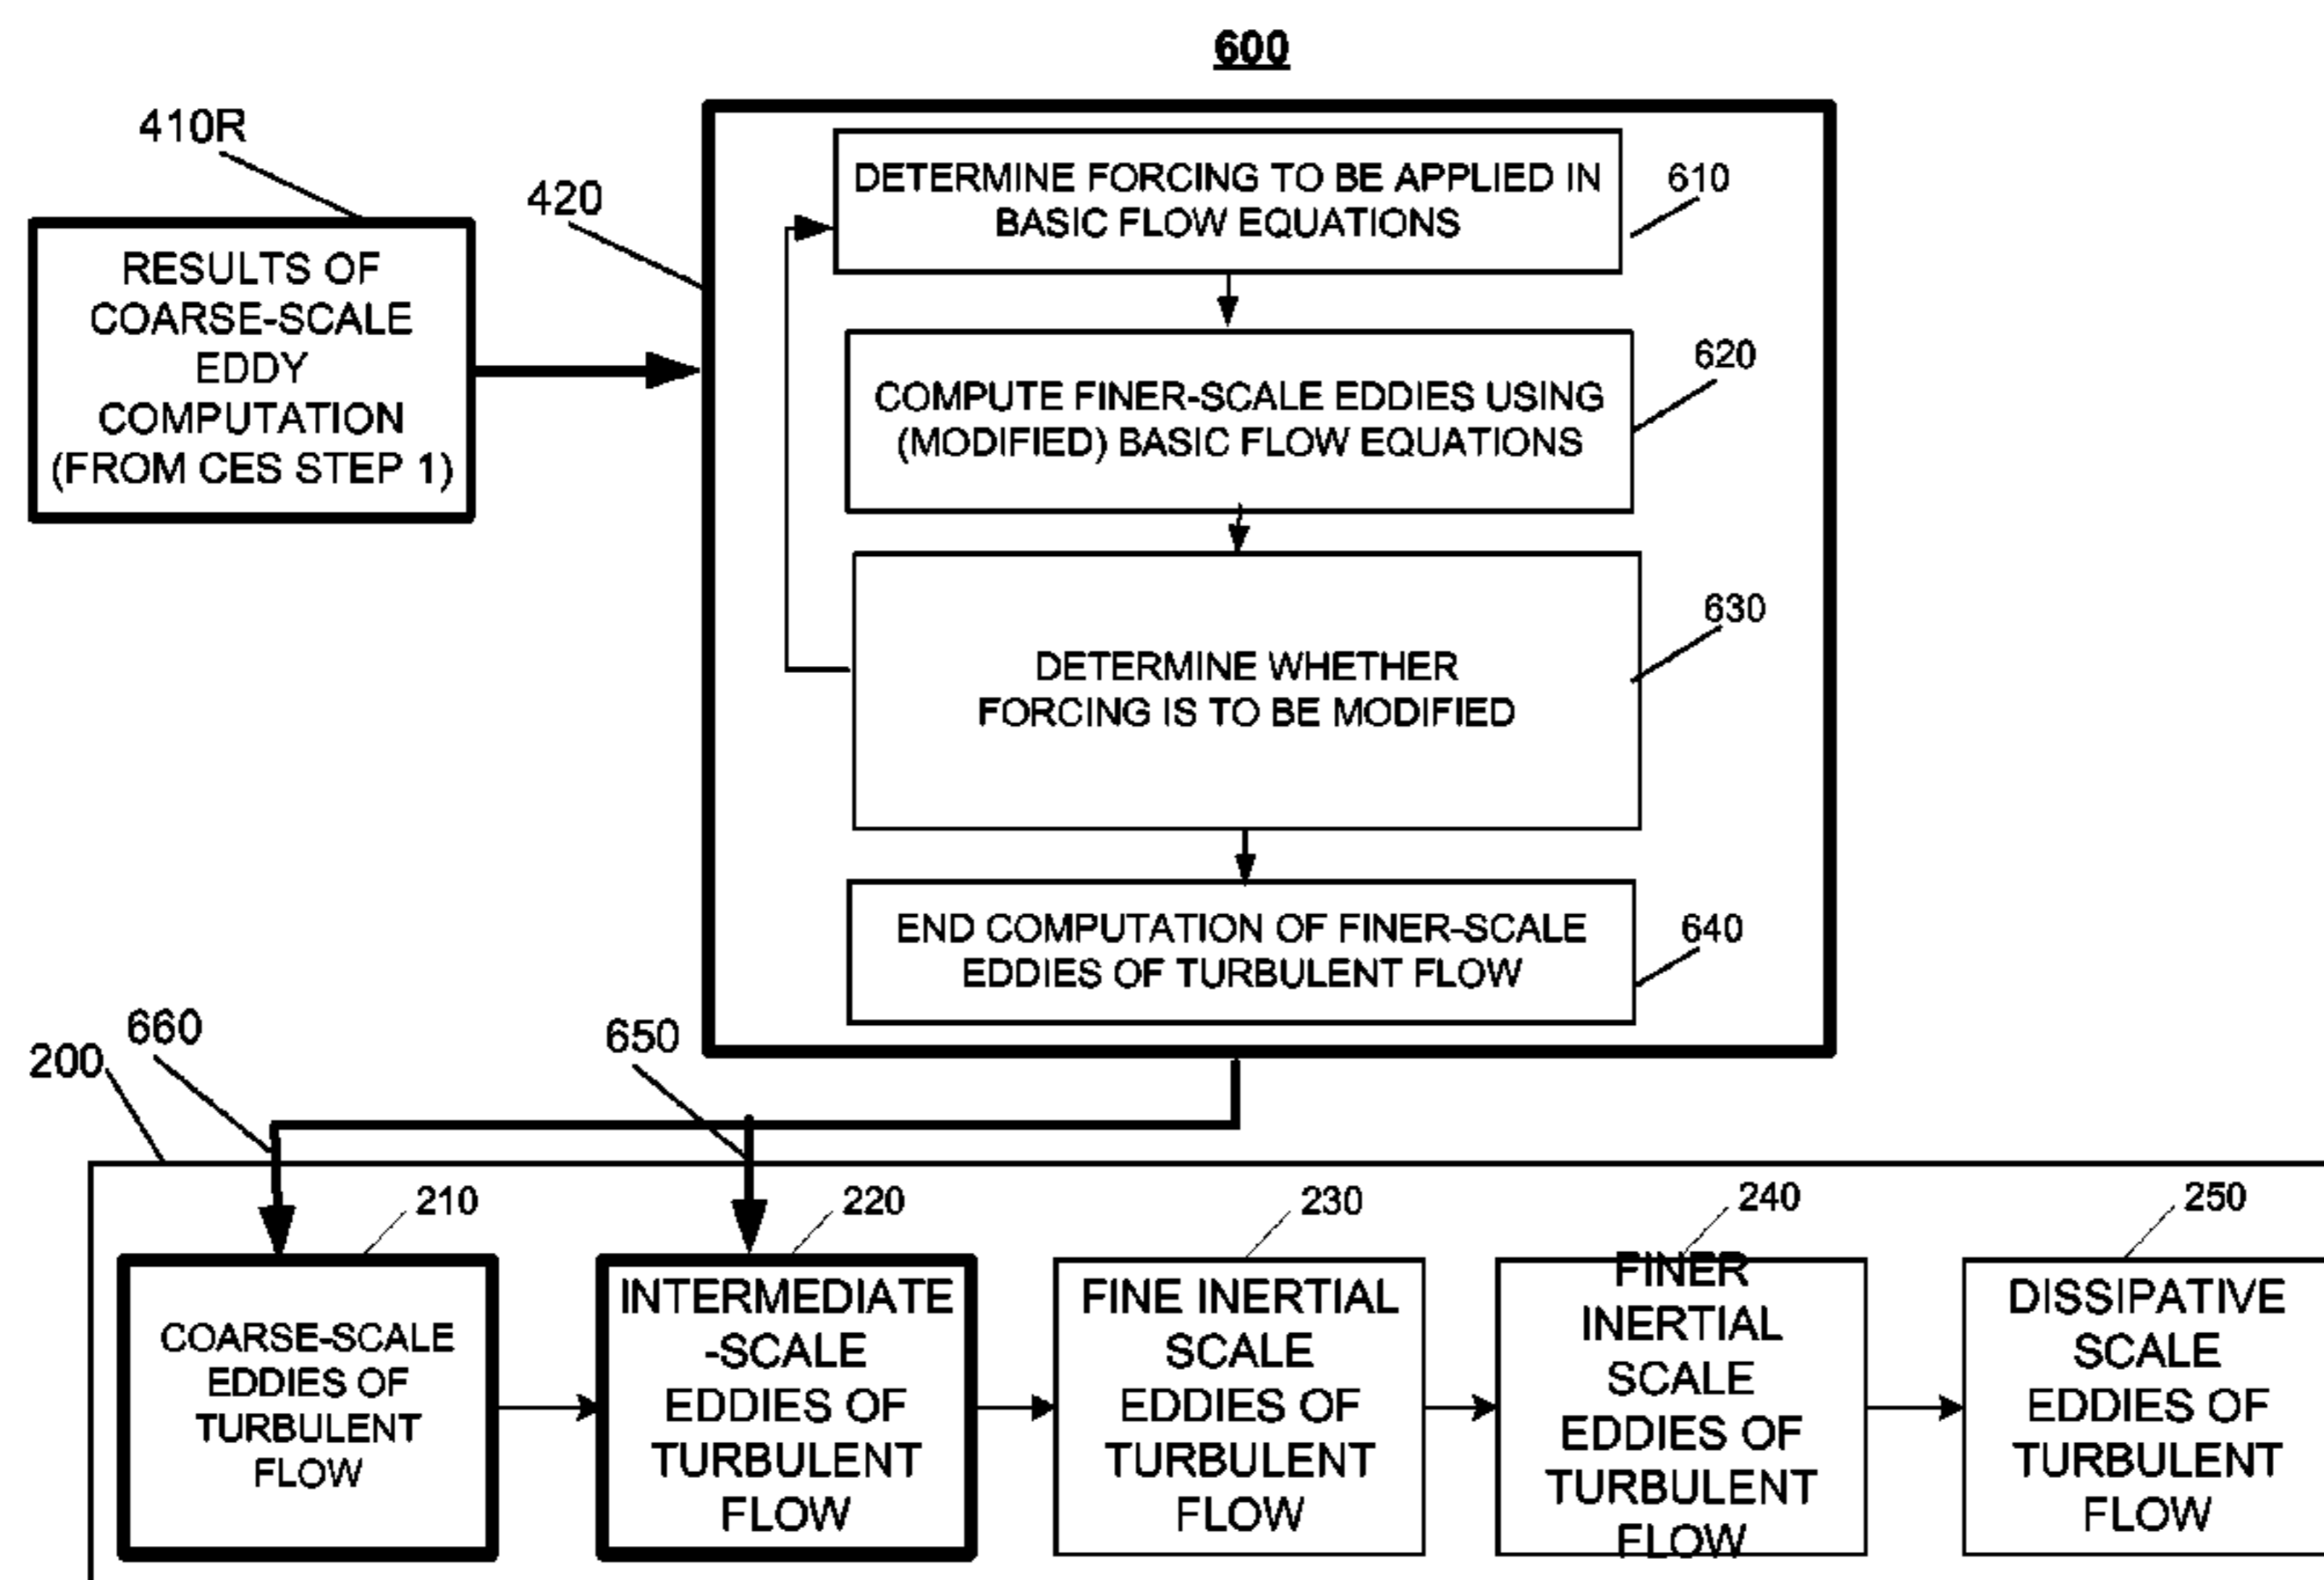 600
410R
RESULTS OF
COARSE-SCALE
EDDY
COMPUTATION
(FROM CES STEP 1)
420
DETERMINE FORCING TO BE APPLIED IN
BASIC FLOW EQUATIONS
610
COMPUTE FINER-SCALE EDDIES USING
(MODIFIED) BASIC FLOW EQUATIONS
620
DETERMINE WHETHER
FORCING IS TO BE MODIFIED
630
END COMPUTATION OF FINER-SCALE
EDDIES OF TURBULENT FLOW
640
200
660
650
210
COARSE-SCALE
EDDIES OF
TURBULENT
FLOW
220
INTERMEDIATE
-SCALE
EDDIES OF
TURBULENT
FLOW
230
FINE INERTIAL
SCALE
EDDIES OF
TURBULENT
FLOW
240
FINER
INERTIAL
SCALE
EDDIES OF
TURBULENT
FLOW
250
DISSIPATIVE
SCALE
EDDIES OF
TURBULENT
FLOW